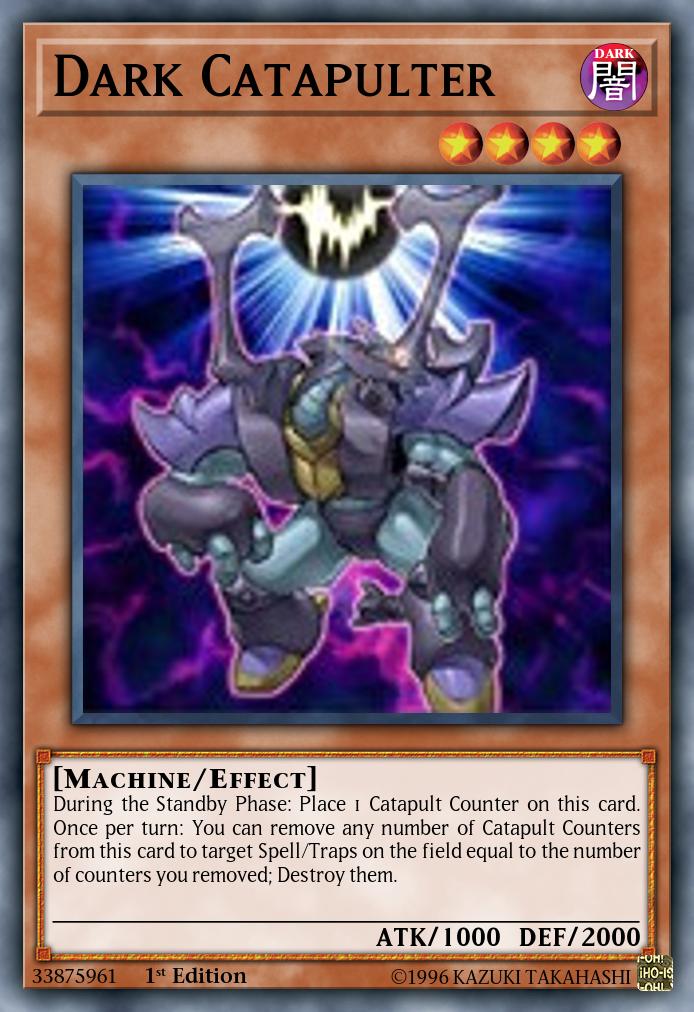 Dark Catapulter
DARK
闇
[Machine/Effect]
During the Standby Phase: Place 1 Catapult Counter on this card.
Once per turn: You can remove any number of Catapult Counters
from this card to target Spell/Traps on the field equal to the number
of counters you removed; Destroy them.
ATK/1000 DEF/2000
33875961 1st Edition ©1996 KAZUKI TAKAHASHI